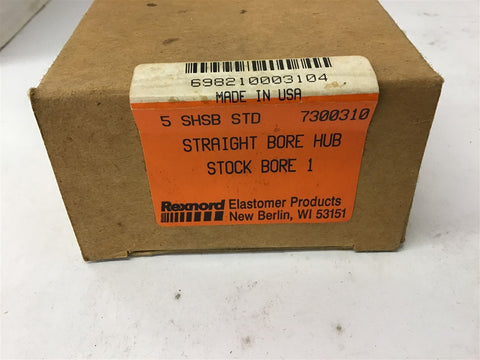 698210003104
MADE IN USA
5 SHSB STD 7300310
STRAIGHT BORE HUB
STOCK BORE 1
Rexnord Elastomer Products
New Berlin, WI 53151